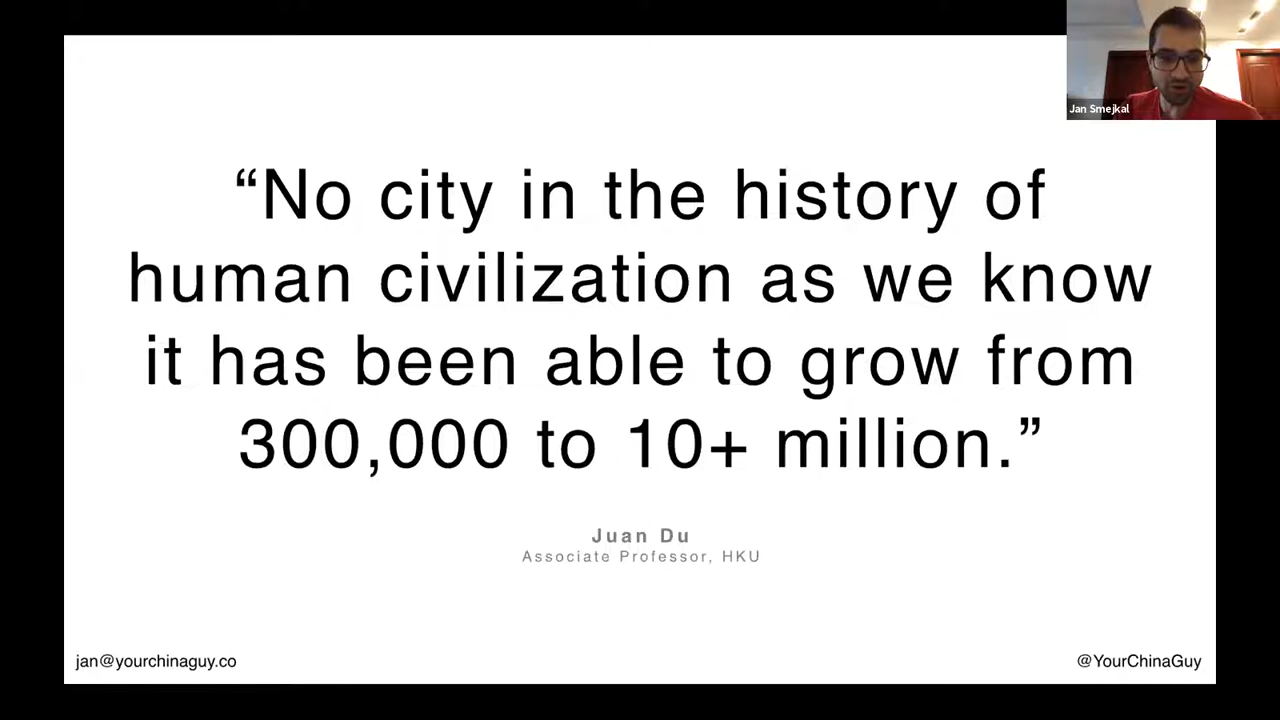 Jan Smejkal
“No city in the history of
human civilization as we know
it has been able to grow from
300,000 to 10+ million.”
Juan Du
Associate Professor, HKU
jan@yourchinaguy.co
@YourChinaGuy